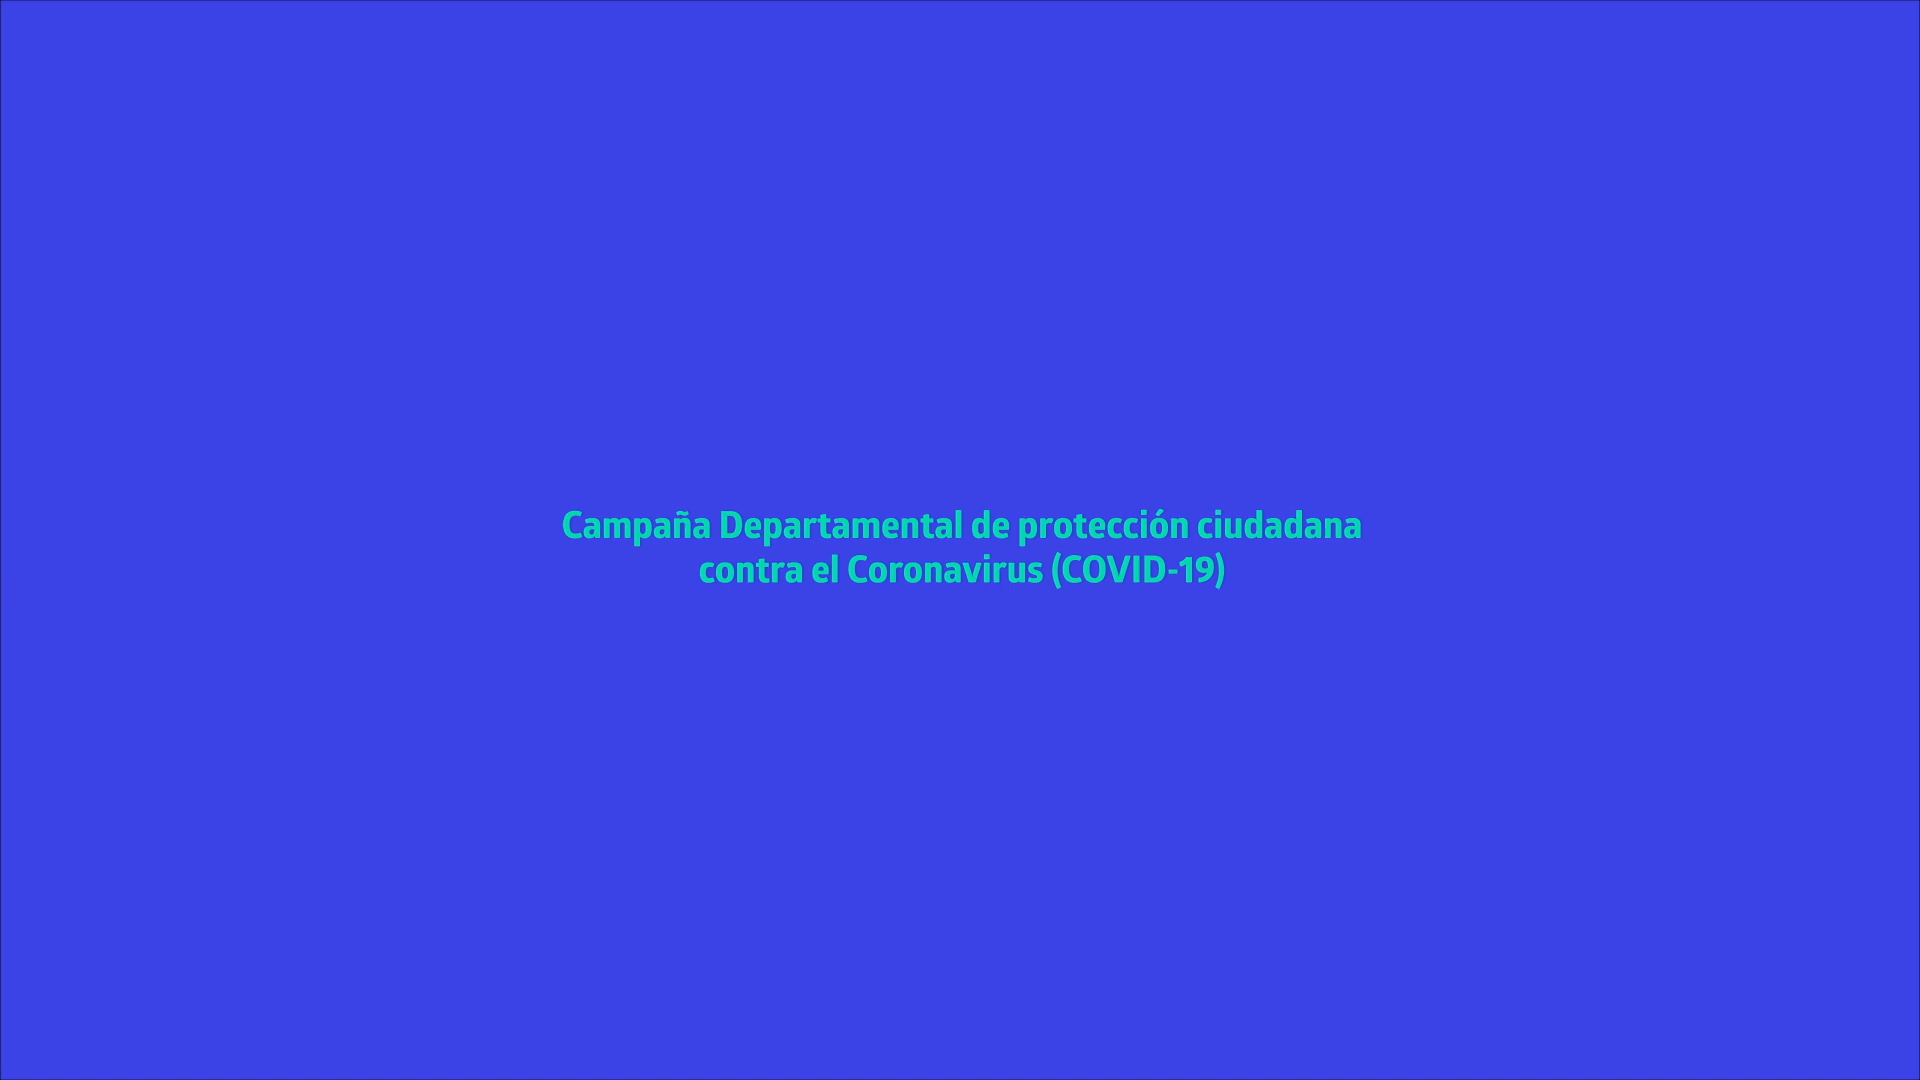 Campaña Departamental de protección ciudadana
contra el Coronavirus (COVID-19)